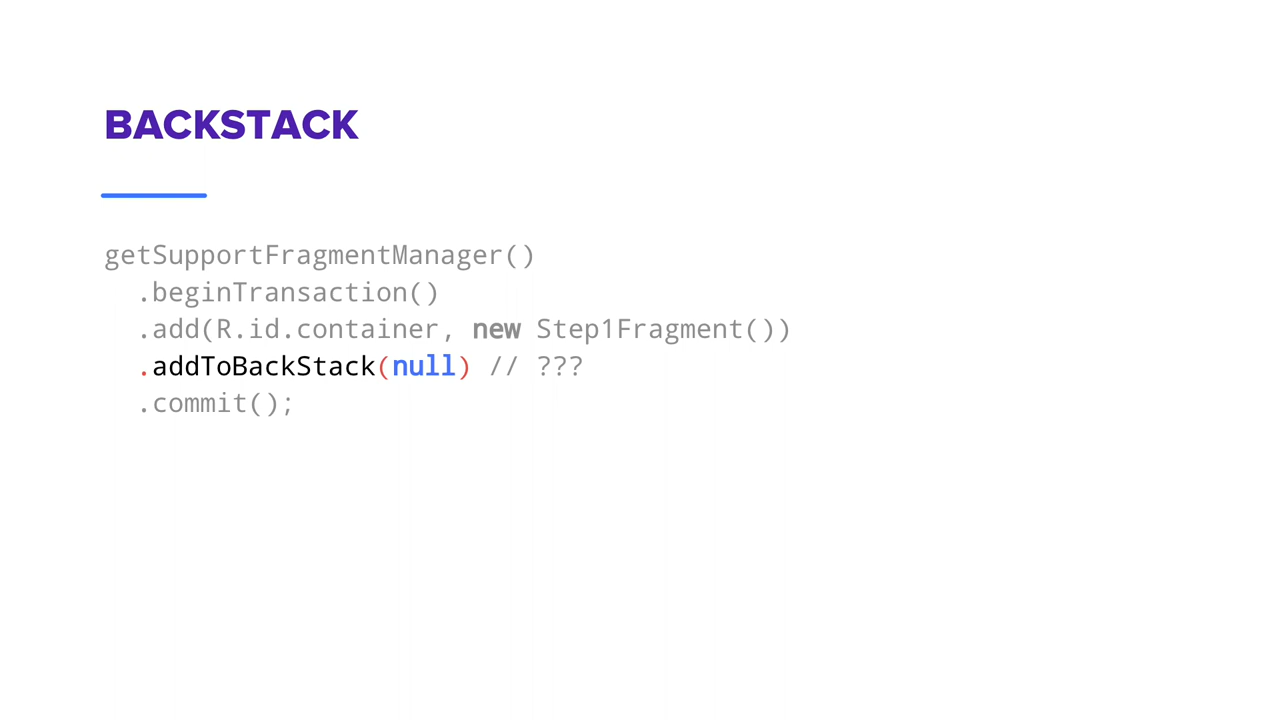 BACKSTACK
getSupportFragmentManager()
  .beginTransaction()
  .add(R.id.container, new Step1Fragment())
  .addToBackStack(null) // ???
  .commit();